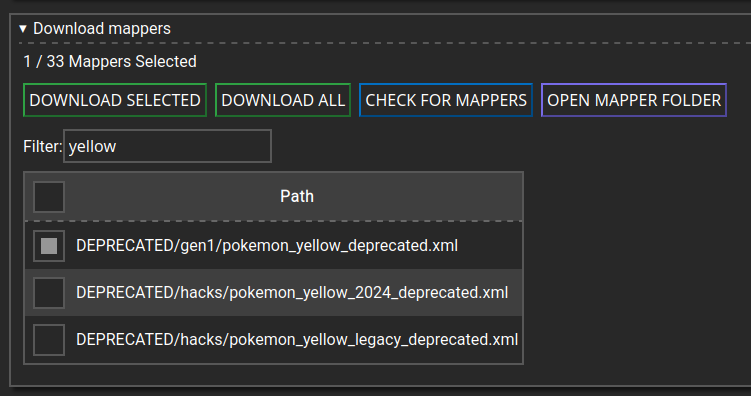 ▼ Download mappers
1 / 33 Mappers Selected
DOWNLOAD SELECTED DOWNLOAD ALL CHECK FOR MAPPERS OPEN MAPPER FOLDER
Filter: yellow
Path
DEPRECATED/gen1/pokemon_yellow_deprecated.xml
DEPRECATED/hacks/pokemon_yellow_2024_deprecated.xml
DEPRECATED/hacks/pokemon_yellow_legacy_deprecated.xml